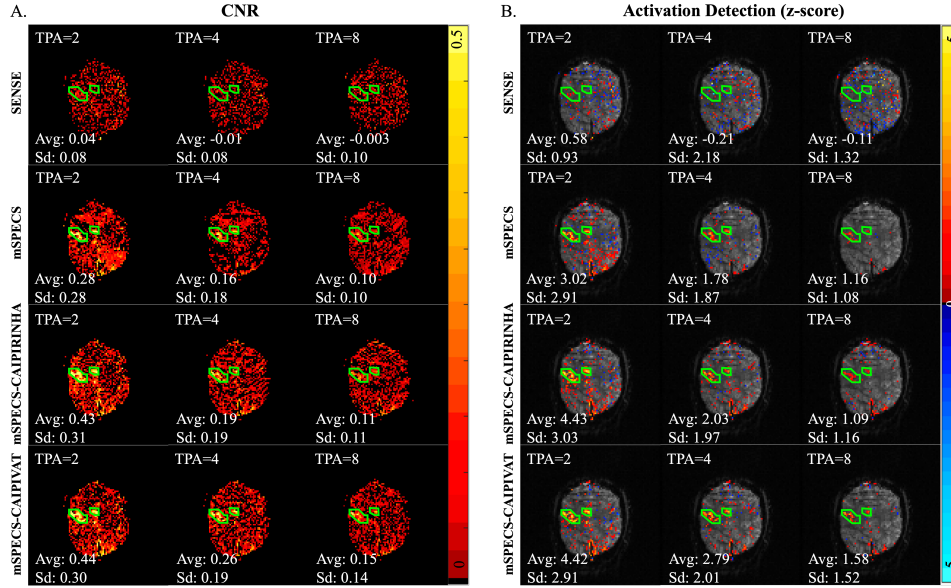 A. CNR
TPA=2 TPA=4 TPA=8
SENSE
Avg: 0.04 Avg: -0.01 Avg: -0.003
Sd: 0.08 Sd: 0.08 Sd: 0.10
TPA=2 TPA=4 TPA=8
mSPECS
Avg: 0.28 Avg: 0.16 Avg: 0.10
Sd: 0.28 Sd: 0.18 Sd: 0.10
TPA=2 TPA=4 TPA=8
mSPECS-CAIPIRINHA
Avg: 0.43 Avg: 0.19 Avg: 0.11
Sd: 0.31 Sd: 0.19 Sd: 0.11
TPA=2 TPA=4 TPA=8
mSPECS-CAIPIVAT
Avg: 0.44 Avg: 0.26 Avg: 0.15
Sd: 0.30 Sd: 0.19 Sd: 0.14
0.5
0
B. Activation Detection (z-score)
TPA=2 TPA=4 TPA=8
SENSE
Avg: 0.58 Avg: -0.21 Avg: -0.11
Sd: 0.93 Sd: 2.18 Sd: 1.32
TPA=2 TPA=4 TPA=8
mSPECS
Avg: 3.02 Avg: 1.78 Avg: 1.16
Sd: 2.91 Sd: 1.87 Sd: 1.08
TPA=2 TPA=4 TPA=8
mSPECS-CAIPIRINHA
Avg: 4.43 Avg: 2.03 Avg: 1.09
Sd: 3.03 Sd: 1.97 Sd: 1.16
TPA=2 TPA=4 TPA=8
mSPECS-CAIPIVAT
Avg: 4.42 Avg: 2.79 Avg: 1.58
Sd: 2.91 Sd: 2.01 Sd: 1.52
0